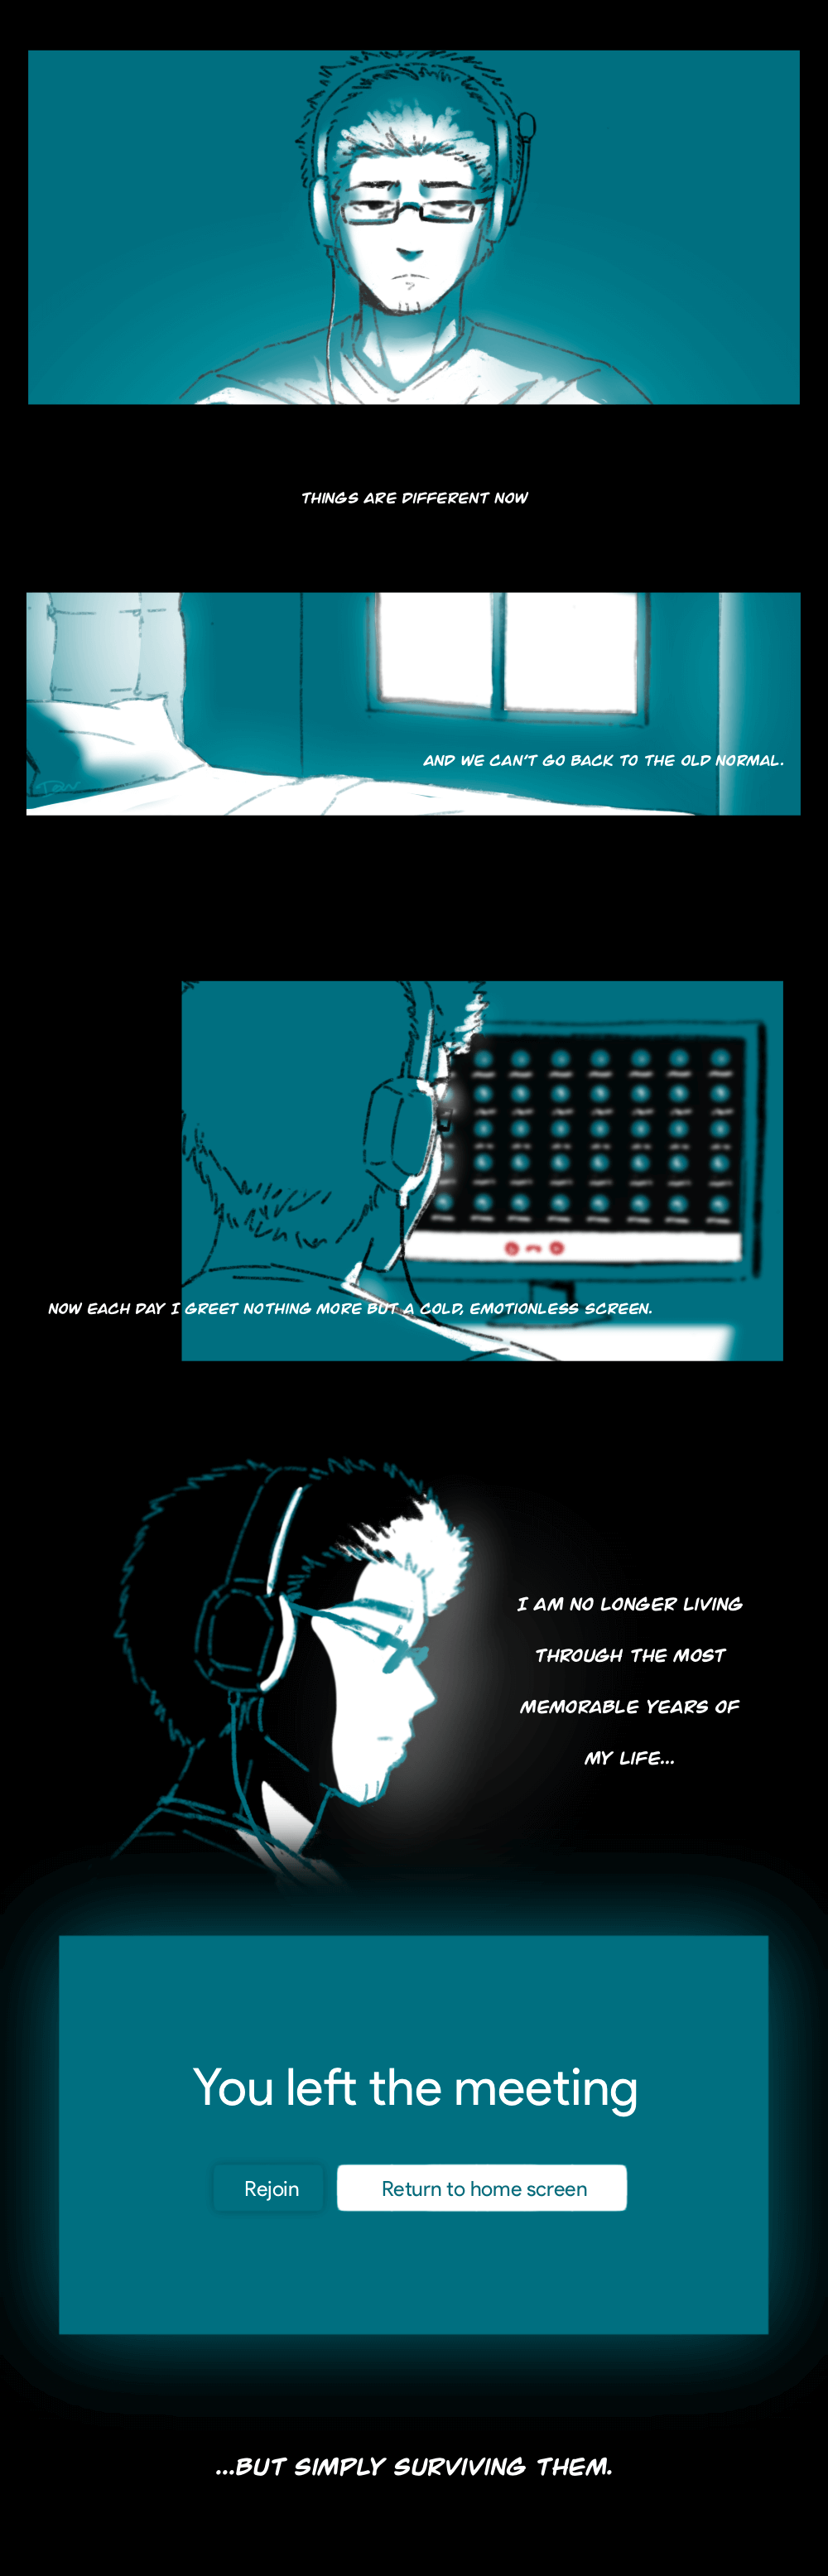 THINGS ARE DIFFERENT NOW
AND WE CAN'T GO BACK TO THE OLD NORMAL.
NOW EACH DAY I GREET NOTHING MORE BUT A COLD, EMOTIONLESS SCREEN.
I AM NO LONGER LIVING
THROUGH THE MOST
MEMORABLE YEARS OF
MY LIFE...
You left the meeting
Rejoin
Return to home screen
...BUT SIMPLY SURVIVING THEM.